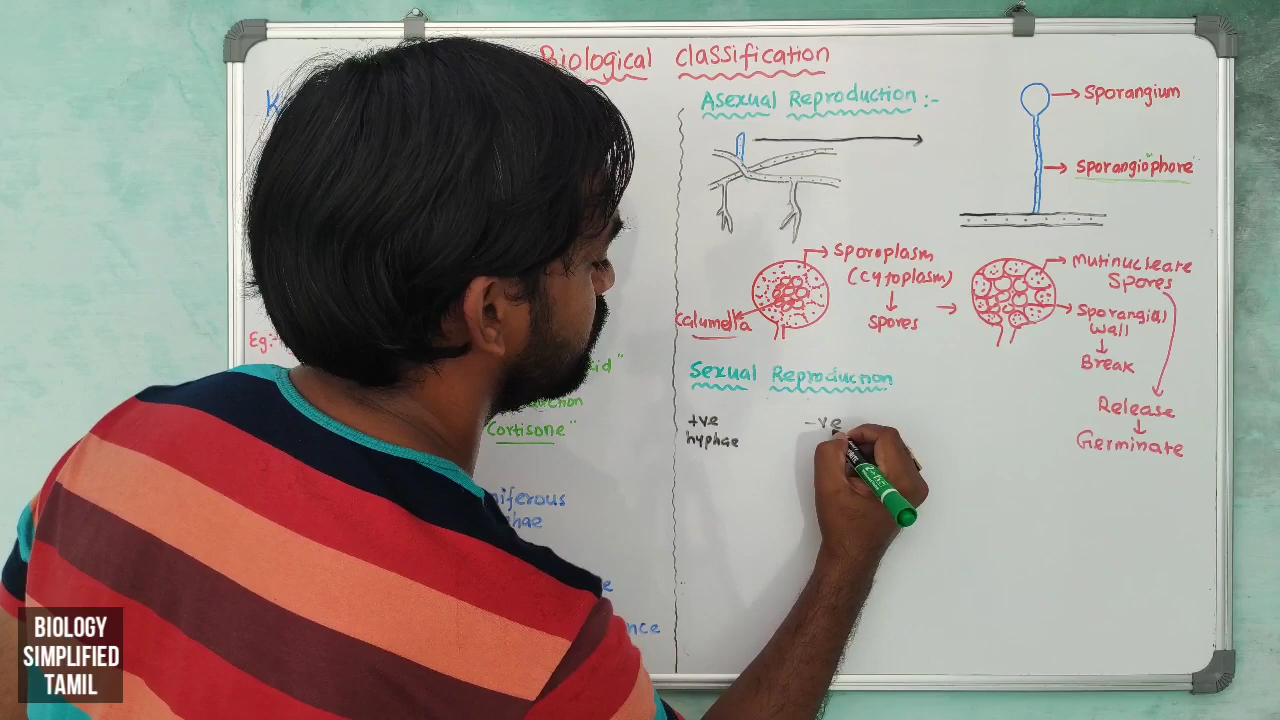 Biological classification
Asexual Reproduction :-
Sporangium
Sporangiophore
Sporoplasm
(Cytoplasm)
Spores
Calumella
Mutinucleate
Spores
Sporangial
Wall
Break
Release
Germinate
Sexual Reproduction
+ve
hyphae
-ve
Eg:-
Cortisone"
BIOLOGY
SIMPLIFIED
TAMIL